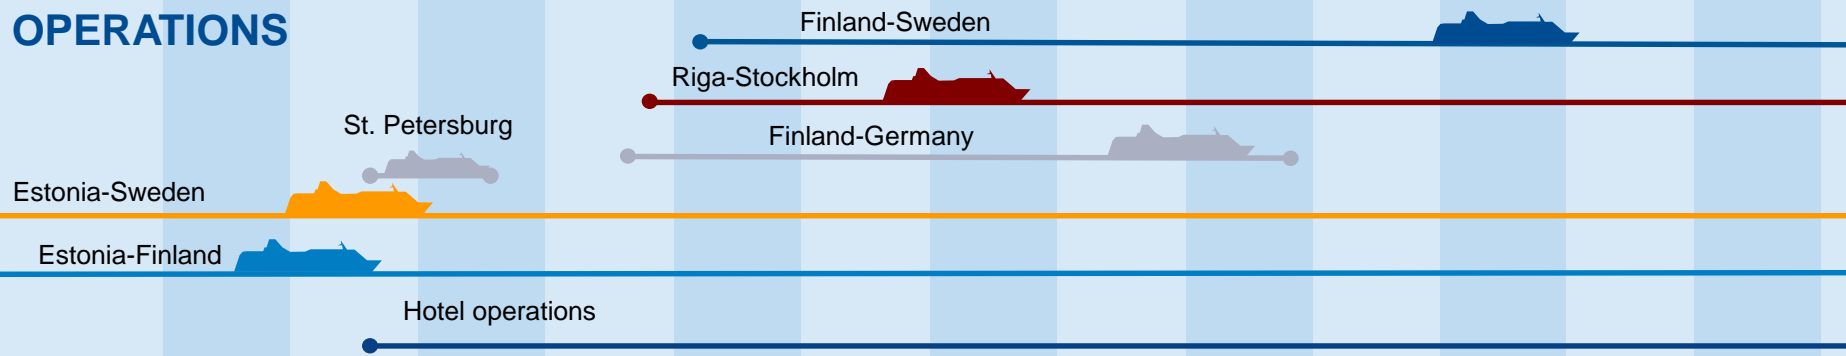 OPERATIONS
Finland-Sweden
Riga-Stockholm
St. Petersburg
Finland-Germany
Estonia-Sweden
Estonia-Finland
Hotel operations